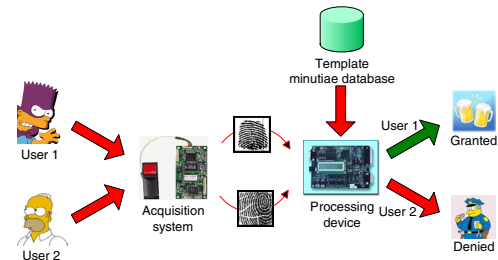 Template
minutiae database
User 1
User 1
Granted
Acquisition
system
Processing
device
User 2
User 2
Denied